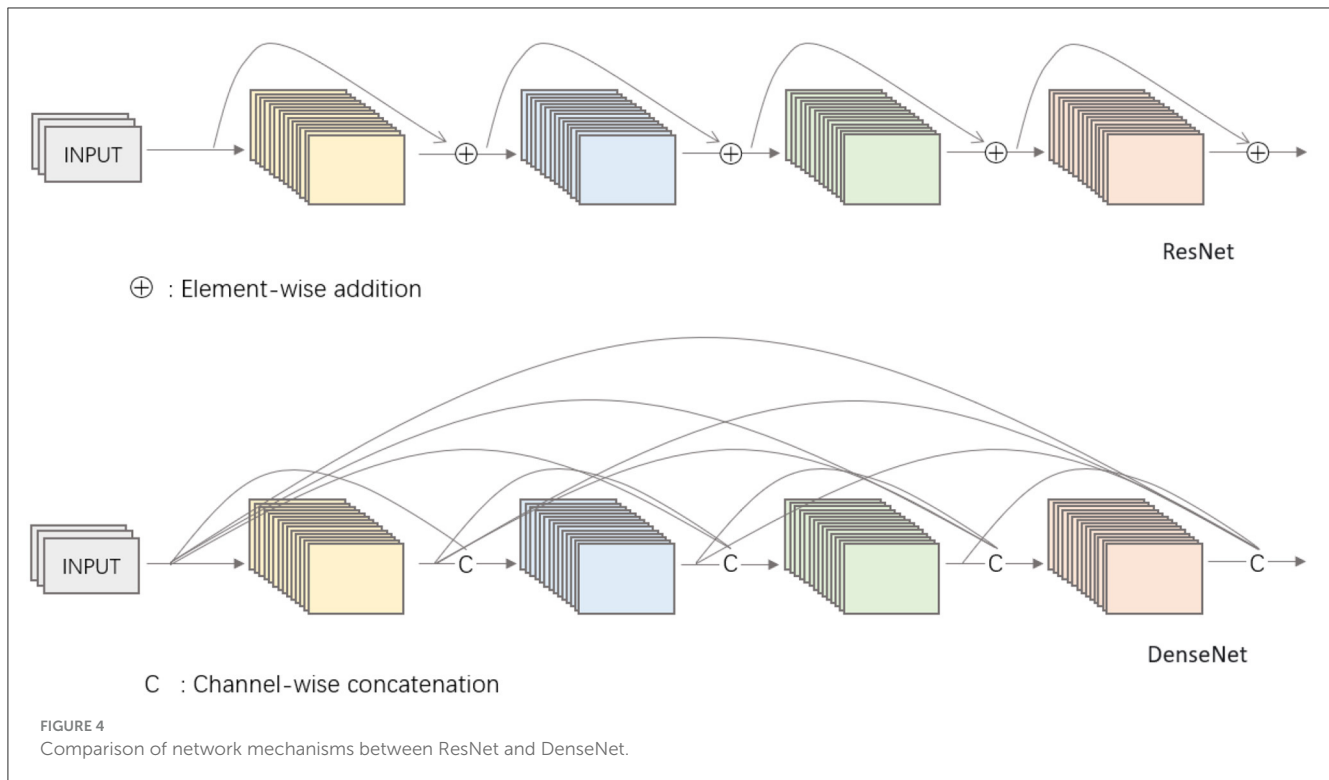 INPUT
ResNet
⊕ : Element-wise addition
INPUT
C C C C
DenseNet
C : Channel-wise concatenation
FIGURE 4
Comparison of network mechanisms between ResNet and DenseNet.